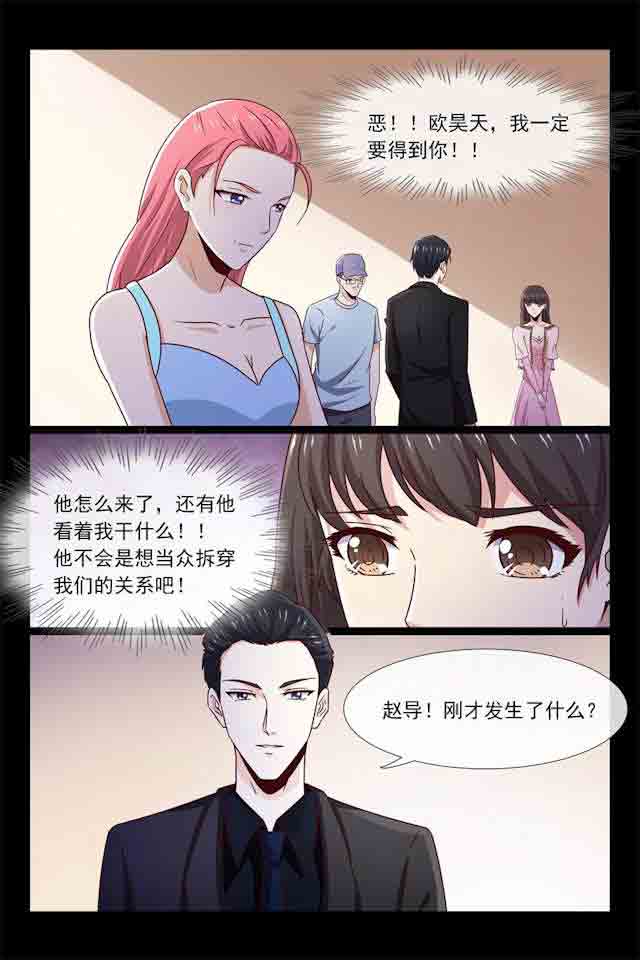 恶！！欧昊天，我一定
要得到你！！
他怎么来了，还有他
看着我干什么！！
他不会是想当众拆穿
我们的关系吧！
赵导！刚才发生了什么？